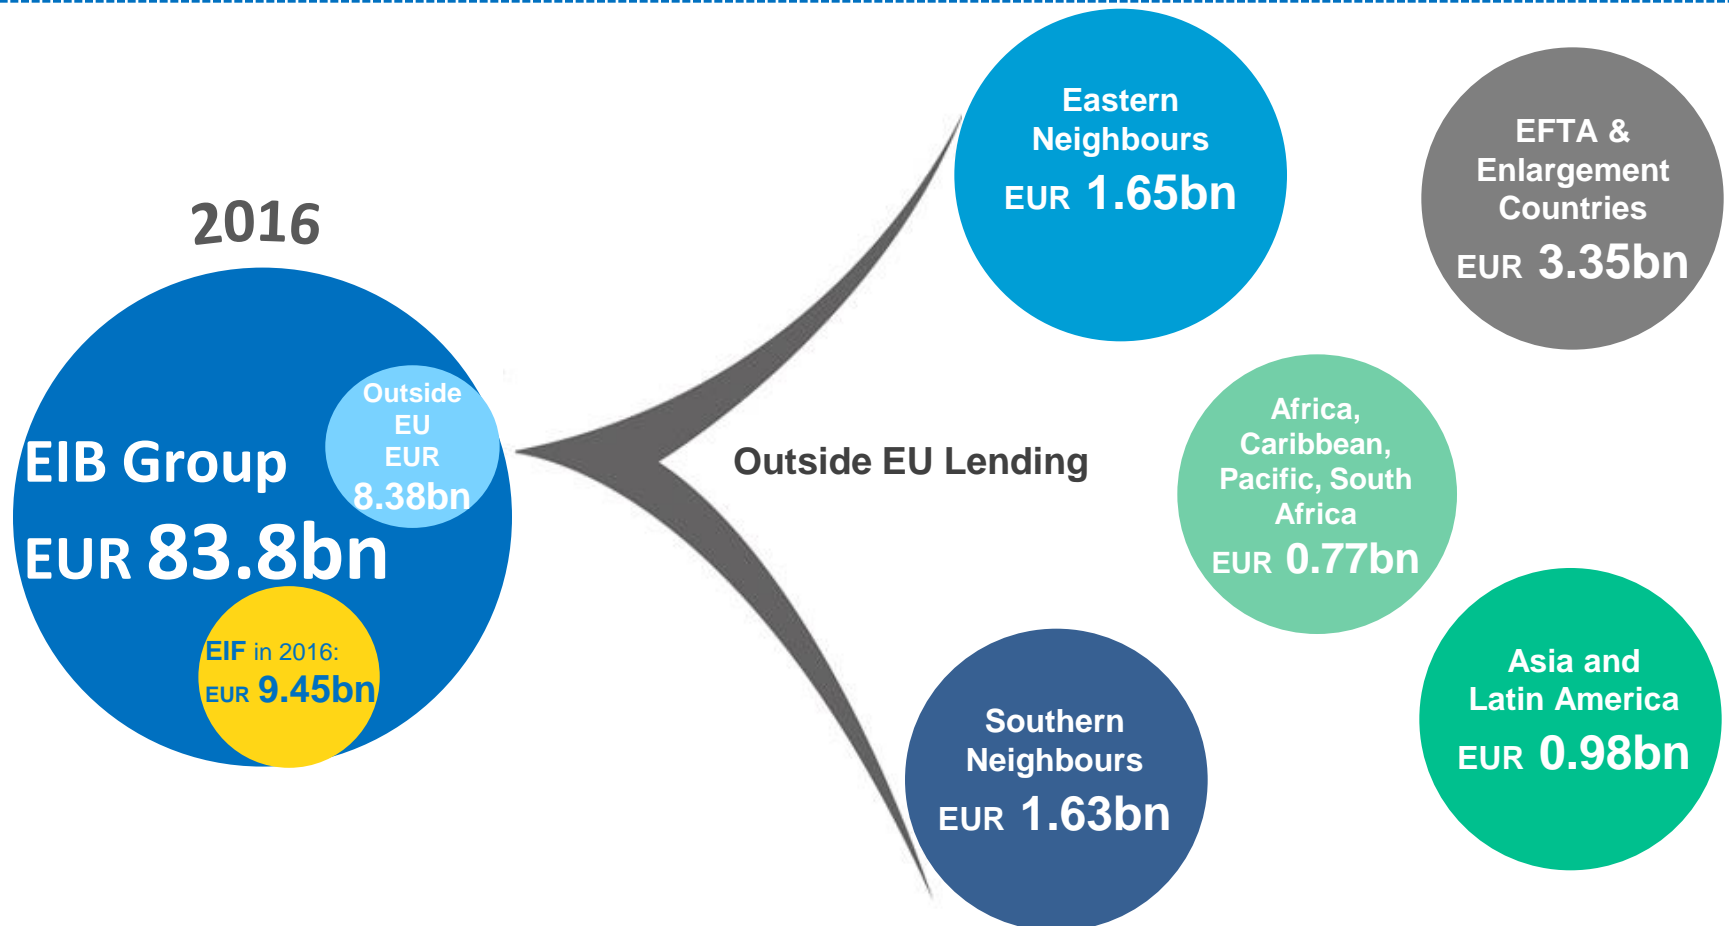 2016
EIB Group
EUR 83.8bn
Outside
EU
EUR
8.38bn
EIF in 2016:
EUR 9.45bn
Outside EU Lending
Eastern
Neighbours
EUR 1.65bn
EFTA &
Enlargement
Countries
EUR 3.35bn
Africa,
Caribbean,
Pacific, South
Africa
EUR 0.77bn
Southern
Neighbours
EUR 1.63bn
Asia and
Latin America
EUR 0.98bn